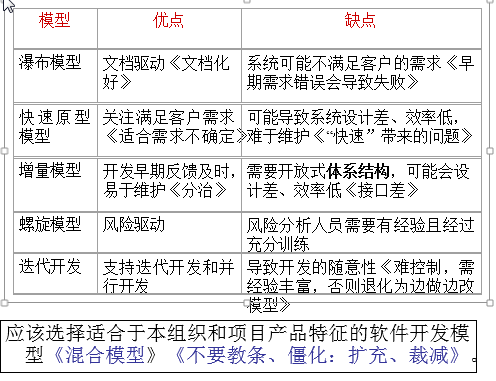 模型 优点 缺点
瀑布模型 文档驱动《文档化 系统可能不满足客户的需求《早
好》 期需求错误会导致失败》
快速原型 关注满足客户需求 可能导致系统设计差、效率低，
模型 《适合需求不确定》 难于维护《“快速”带来的问题》
增量模型 开发早期反馈及时， 需要开放式体系结构，可能会设
易于维护《分治》 计差、效率低《接口差》
螺旋模型 风险驱动 风险分析人员需要有经验且经过
充分训练
迭代开发 支持迭代开发和并 导致开发的随意性《难控制，需
行开发 经验丰富，否则退化为边做边改
模型》
应该选择适合于本组织和项目产品特征的软件开发模
型《混合模型》《不要教条、僵化：扩充、裁减》。